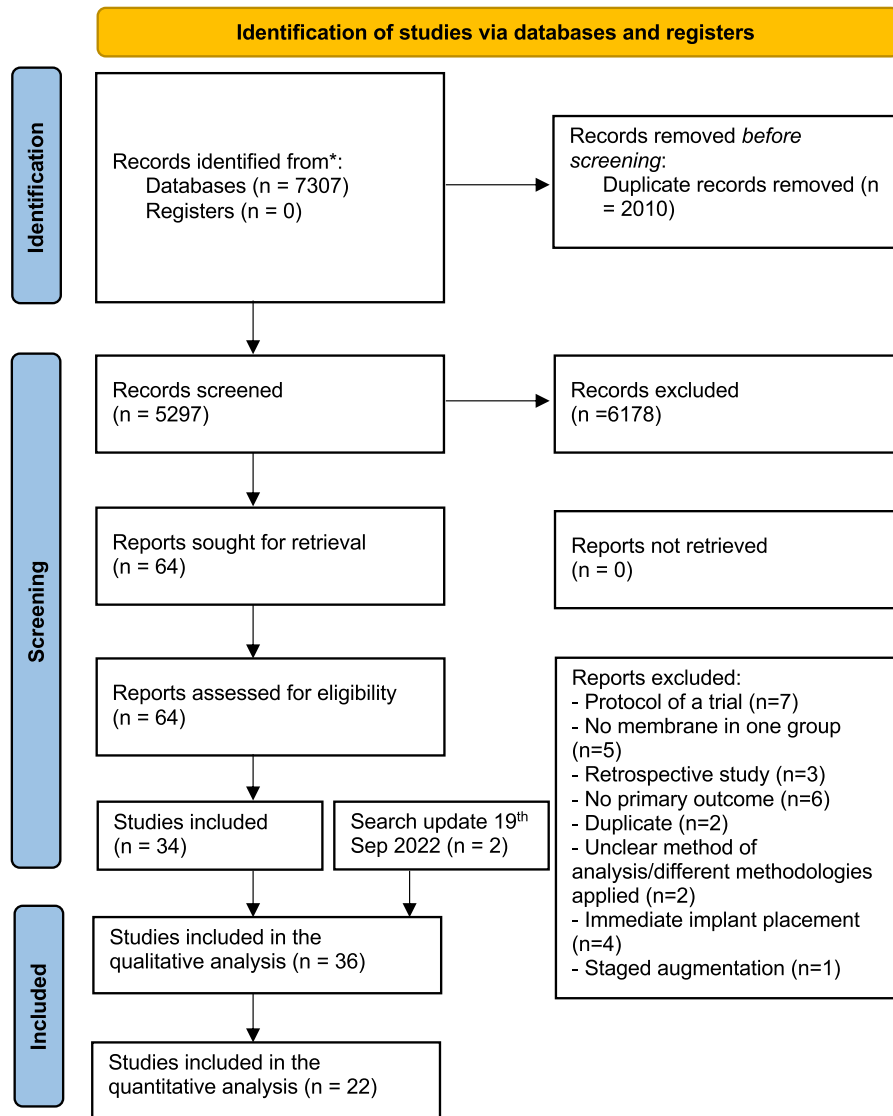 Identification of studies via databases and registers
Identification
Records identified from*:
Databases (n = 7307)
Registers (n = 0)
Records removed before
screening:
Duplicate records removed (n
= 2010)
Screening
Records screened
(n = 5297)
Records excluded
(n =6178)
Reports sought for retrieval
(n = 64)
Reports not retrieved
(n = 0)
Reports assessed for eligibility
(n = 64)
Reports excluded:
- Protocol of a trial (n=7)
- No membrane in one group
(n=5)
- Retrospective study (n=3)
- No primary outcome (n=6)
- Duplicate (n=2)
- Unclear method of
analysis/different methodologies
applied (n=2)
- Immediate implant placement
(n=4)
- Staged augmentation (n=1)
Studies included
(n = 34)
Search update 19th
Sep 2022 (n = 2)
Included
Studies included in the
qualitative analysis (n = 36)
Studies included in the
quantitative analysis (n = 22)